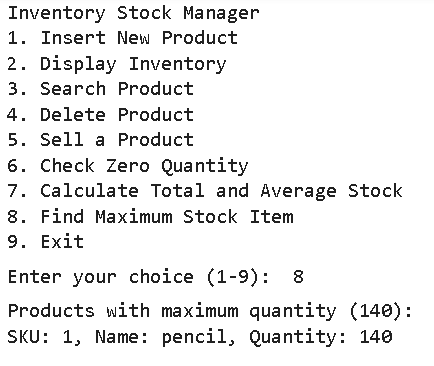 Inventory Stock Manager
1. Insert New Product
2. Display Inventory
3. Search Product
4. Delete Product
5. Sell a Product
6. Check Zero Quantity
7. Calculate Total and Average Stock
8. Find Maximum Stock Item
9. Exit
Enter your choice (1-9):  8
Products with maximum quantity (140):
SKU: 1, Name: pencil, Quantity: 140